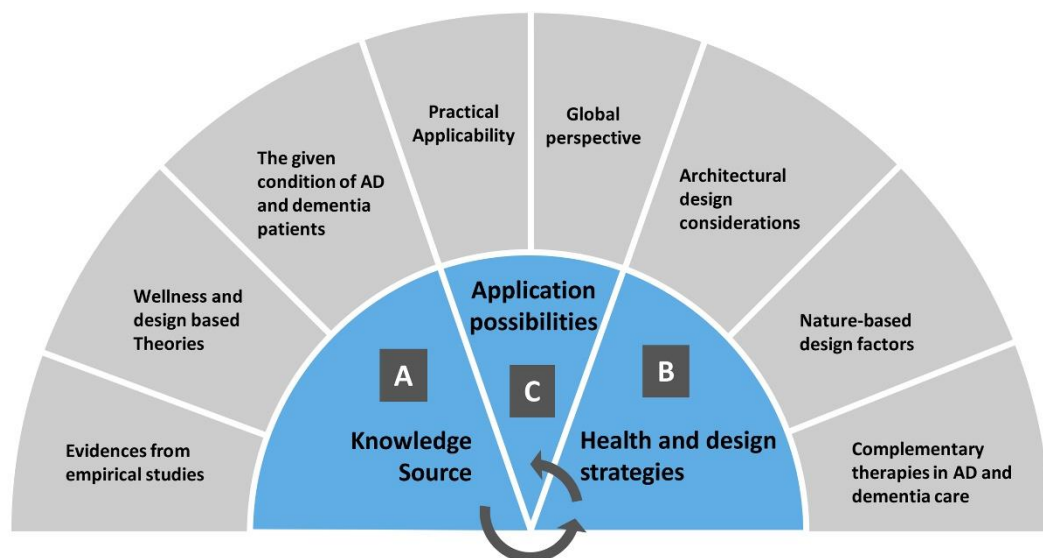 Evidences from
empirical studies
Wellness and
design based
Theories
The given
condition of AD
and dementia
patients
Practical
Applicability
Global
perspective
Architectural
design
considerations
Nature-based
design factors
Complementary
therapies in AD and
dementia care
A
Knowledge
Source
Application
possibilities
C
B
Health and design
strategies